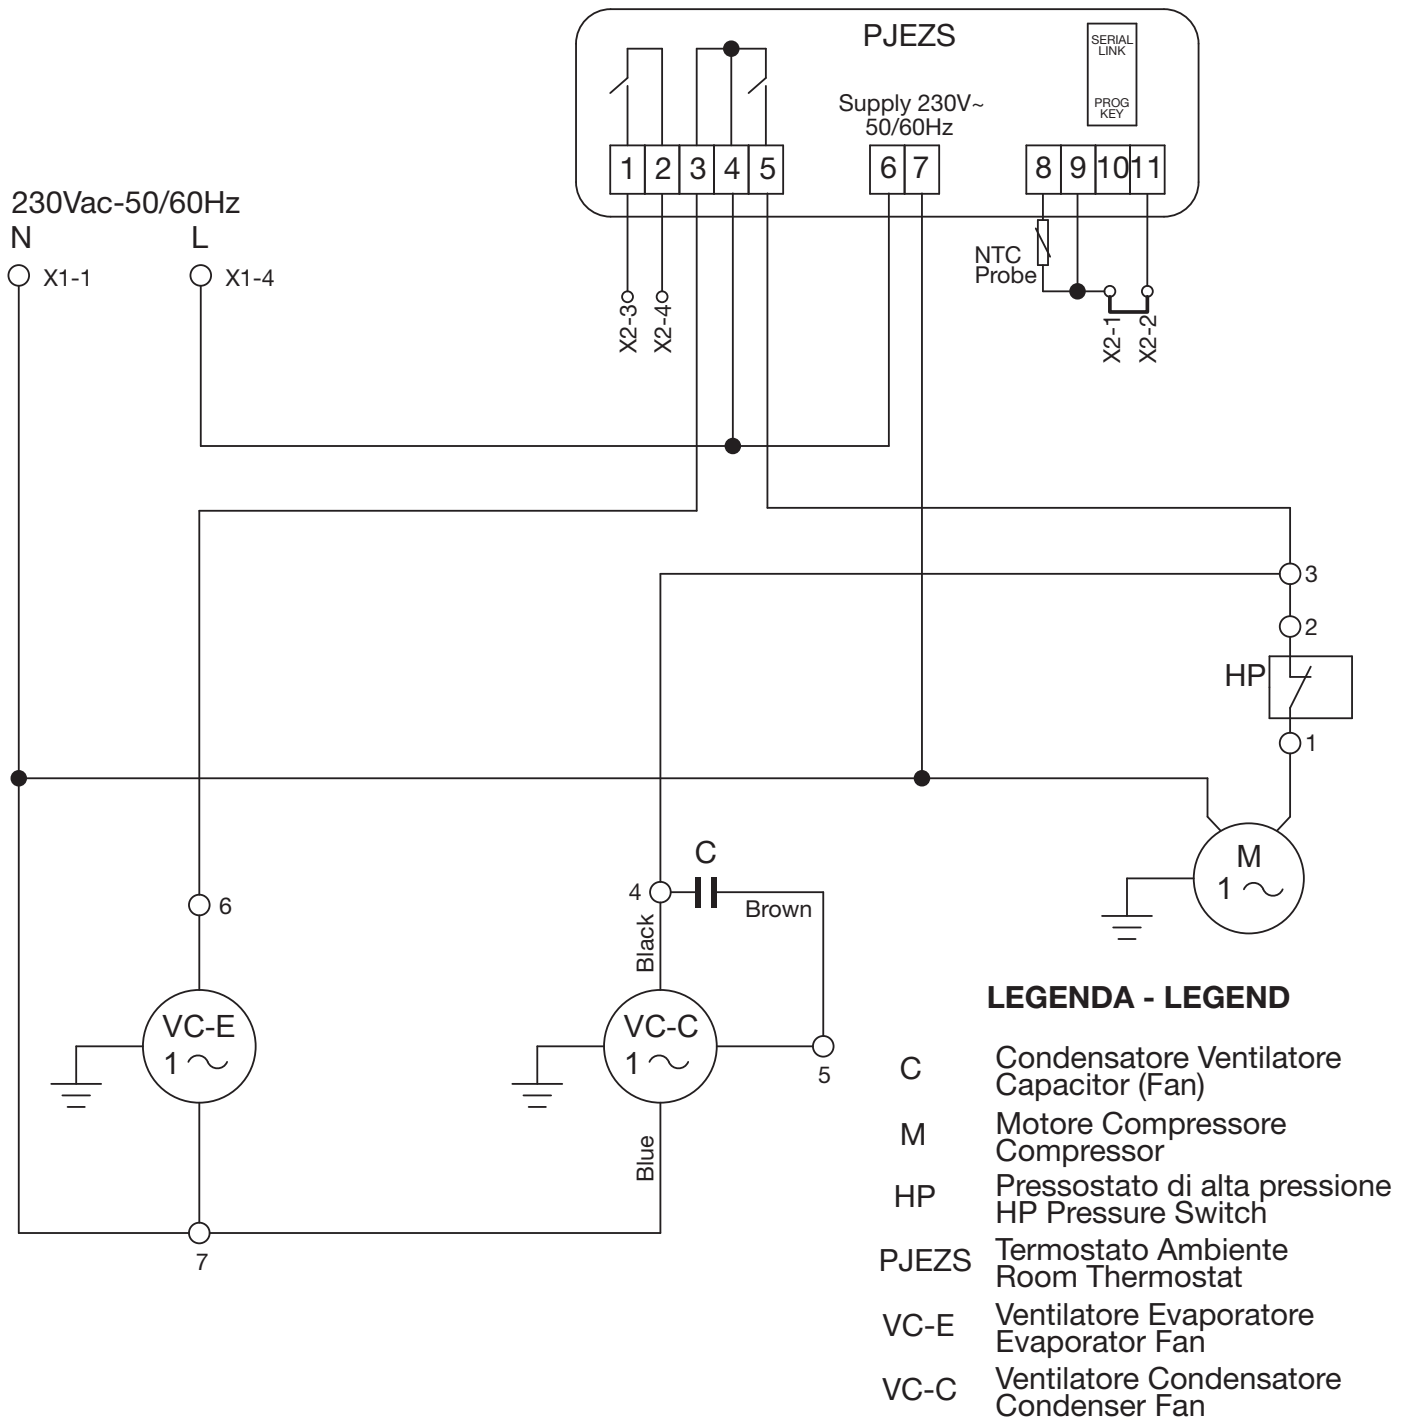 PJEZS
SERIAL
LINK
PROG
KEY
Supply 230V~
50/60Hz
1 2 3 4 5
6 7
8 9 10 11
230Vac-50/60Hz
N L
X1-1 X1-4
NTC
Probe
X2-3
X2-4
X2-1
X2-2
3
2
HP
1
M
1
C
4
Brown
Black
6
VC-E
1
VC-C
1
5
Blue
7
LEGENDA - LEGEND
C Condensatore Ventilatore
Capacitor (Fan)
M Motore Compressore
Compressor
HP Pressostato di alta pressione
HP Pressure Switch
PJEZS Termostato Ambiente
Room Thermostat
VC-E Ventilatore Evaporatore
Evaporator Fan
VC-C Ventilatore Condensatore
Condenser Fan